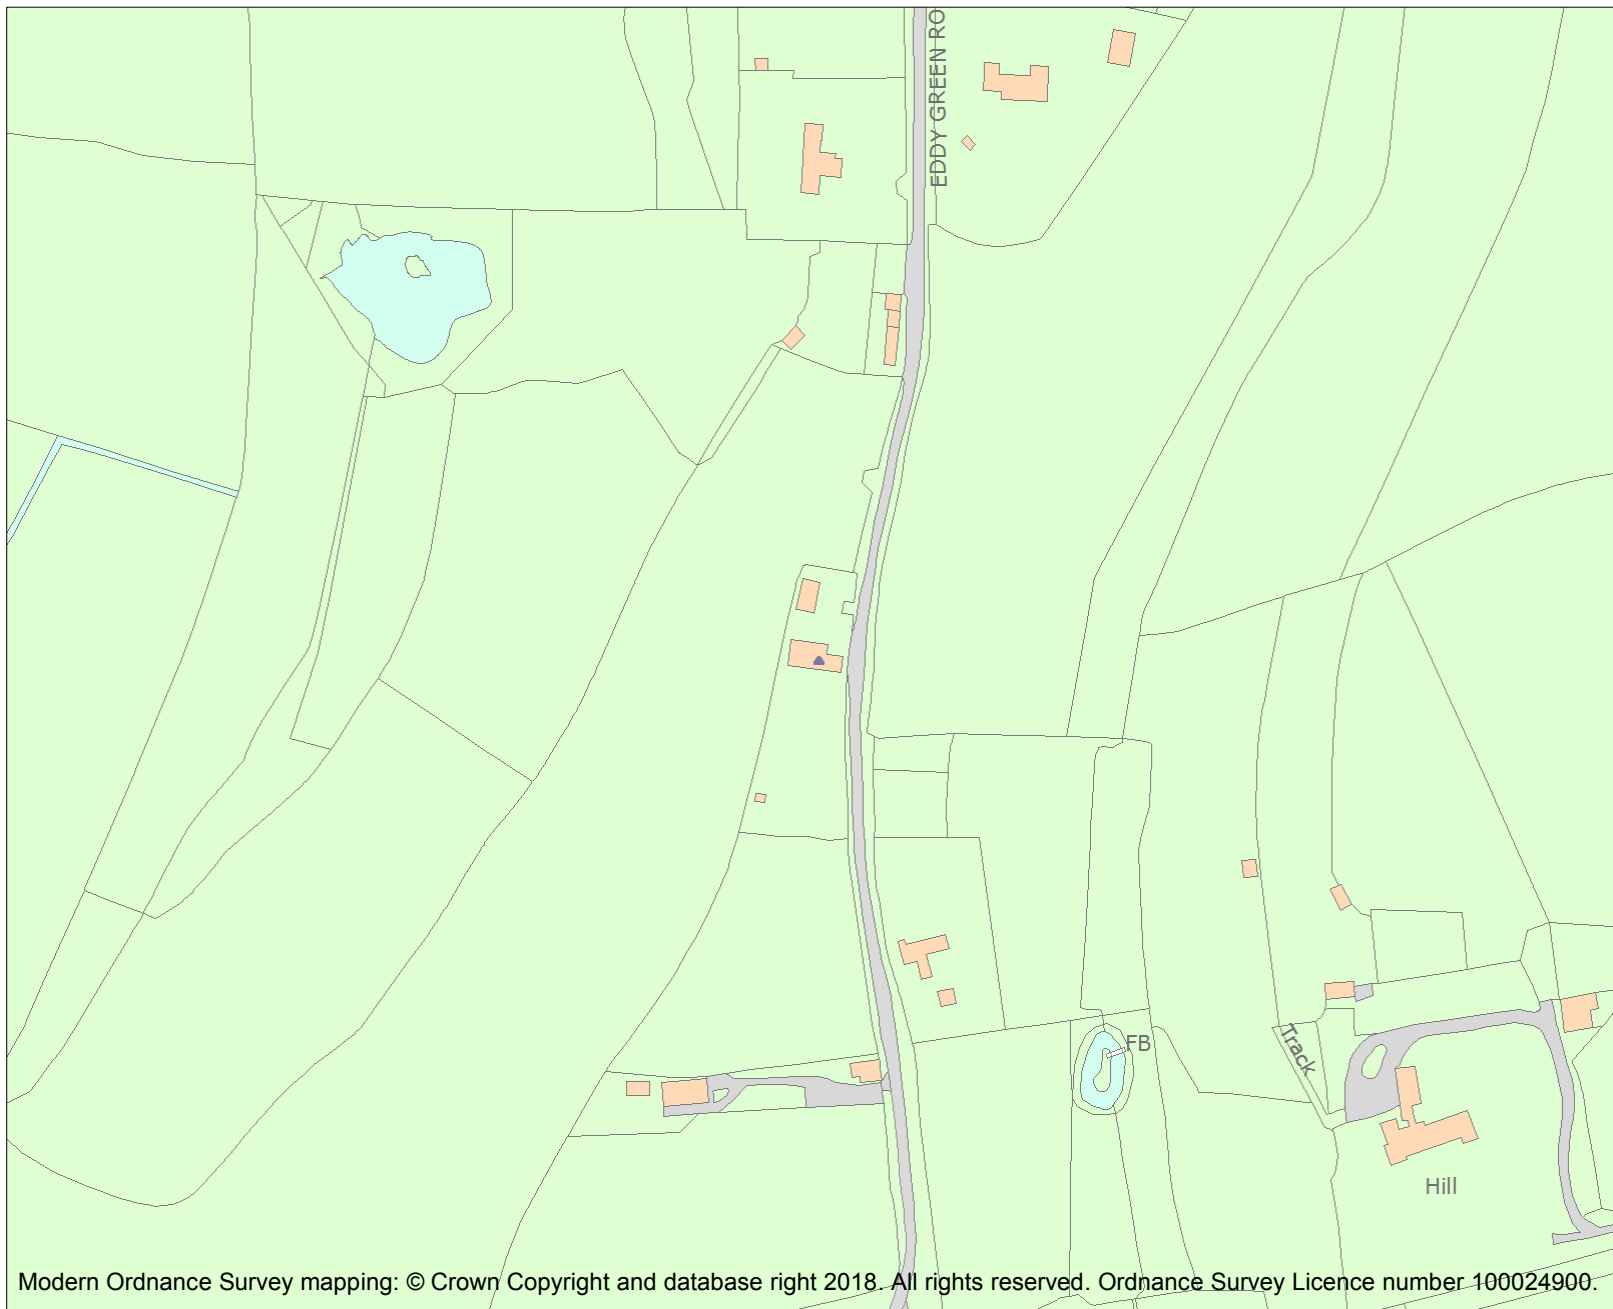 EDDY GREEN RO
FB
Track
Hill
Modern Ordnance Survey mapping: © Crown Copyright and database right 2018. All rights reserved. Ordnance Survey Licence number 100024900.